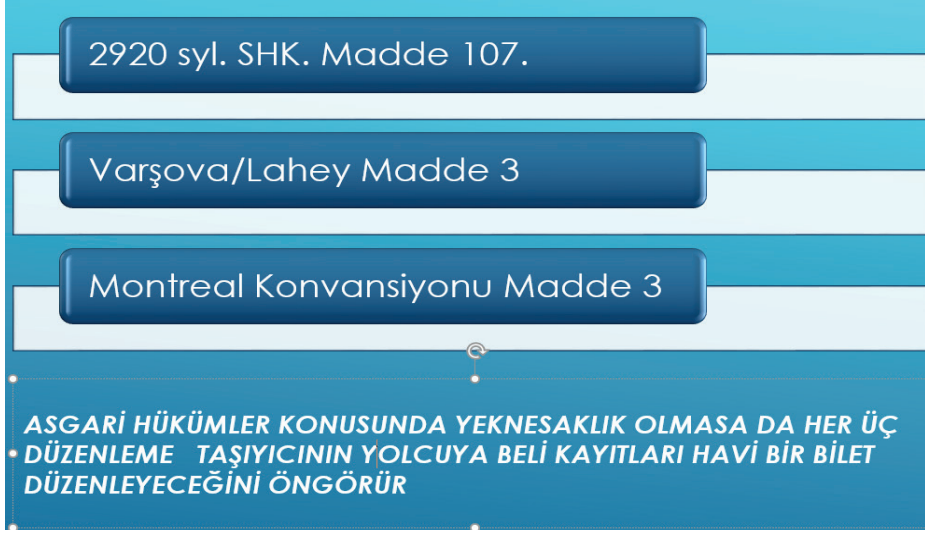 2920 syl. SHK. Madde 107.
Varşova/Lahey Madde 3
Montreal Konvansiyonu Madde 3
ASGARİ HÜKÜMLER KONUSUNDA YEKNESAKLIK OLMASA DA HER ÜÇ
DÜZENLEME TAŞIYICININ YOLCUYA BELİ KAYITLARI HAVİ BİR BİLET
DÜZENLEYECEĞİNİ ÖNGÖRÜR